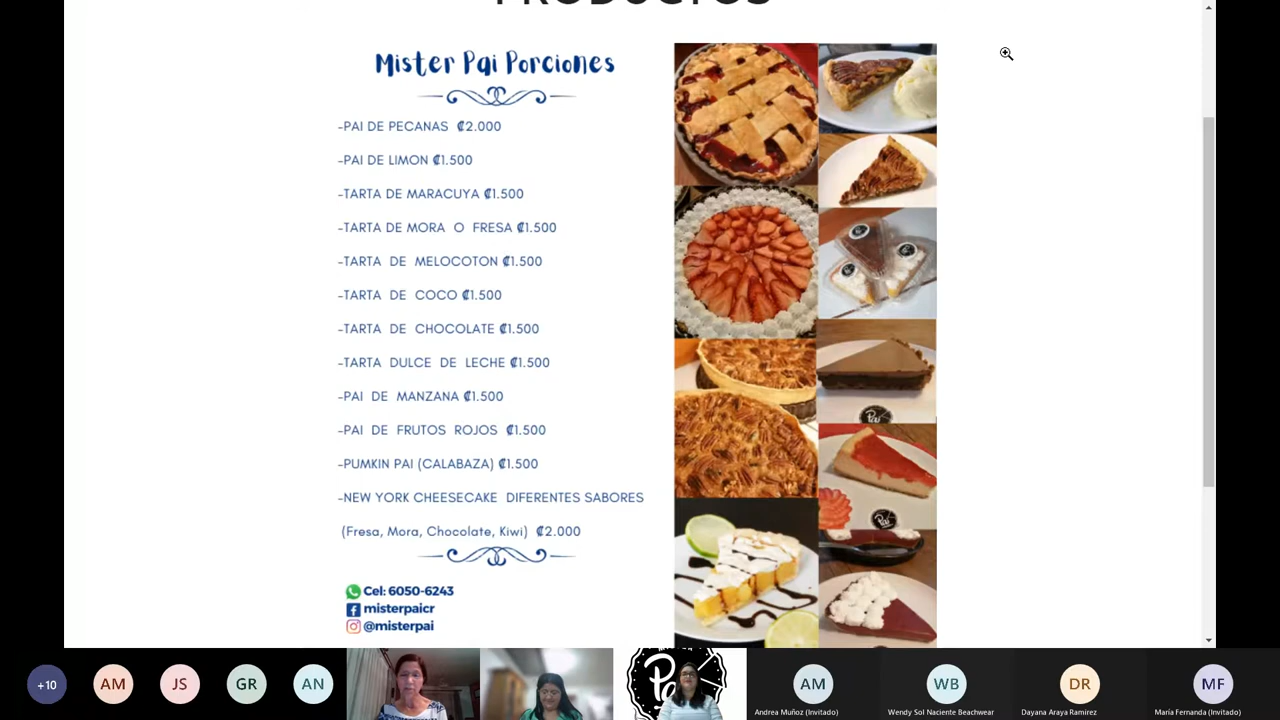 PRODUCTOS
Mister Pai Porciones
-PAI DE PECANAS ₡2.000
-PAI DE LIMON ₡1.500
-TARTA DE MARACUYA ₡1.500
-TARTA DE MORA O FRESA ₡1.500
-TARTA DE MELOCOTON ₡1.500
-TARTA DE COCO ₡1.500
-TARTA DE CHOCOLATE ₡1.500
-TARTA DULCE DE LECHE ₡1.500
-PAI DE MANZANA ₡1.500
-PAI DE FRUTOS ROJOS ₡1.500
-PUMKIN PAI (CALABAZA) ₡1.500
-NEW YORK CHEESECAKE DIFERENTES SABORES
(Fresa, Mora, Chocolate, Kiwi) ₡2.000
Cel: 6050-6243
misterpaicr
@misterpai
Pai
Pai
+10
AM
JS
GR
AN
Pai
AM
WB
DR
MF
Andrea Muñoz (Invitado)
Wendy Sol Naciente Beachwear
Dayana Araya Ramirez
María Fernanda (Invitado)